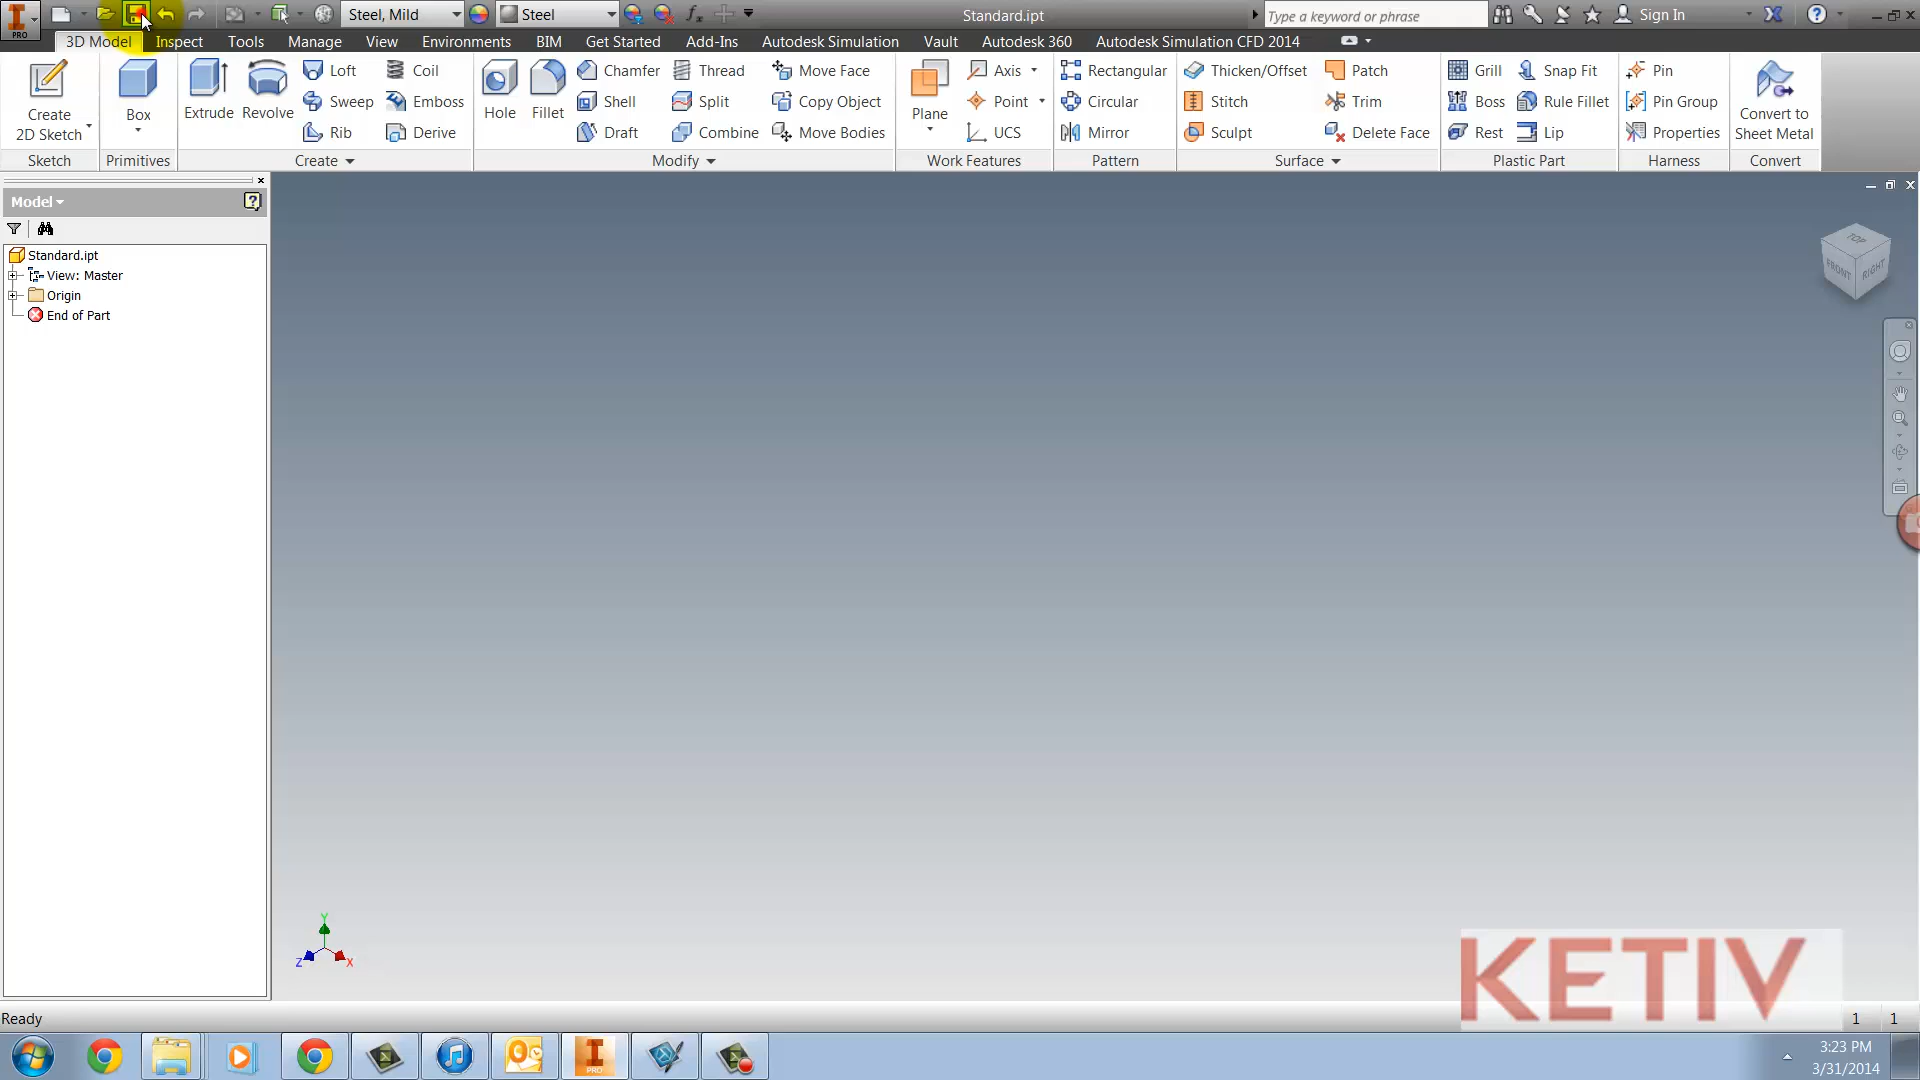 PRO
Steel, Mild
Steel
fx
Standard.ipt
Type a keyword or phrase
Sign In
3D Model
Inspect
Tools
Manage
View
Environments
BIM
Get Started
Add-Ins
Autodesk Simulation
Vault
Autodesk 360
Autodesk Simulation CFD 2014
Create
2D Sketch
Sketch
Box
Primitives
Extrude
Revolve
Loft
Sweep
Rib
Coil
Emboss
Derive
Create
Hole
Fillet
Chamfer
Shell
Draft
Thread
Split
Combine
Move Face
Copy Object
Move Bodies
Modify
Plane
Axis
Point
UCS
Work Features
Rectangular
Circular
Mirror
Pattern
Thicken/Offset
Stitch
Sculpt
Patch
Trim
Delete Face
Surface
Grill
Boss
Rest
Snap Fit
Rule Fillet
Lip
Plastic Part
Pin
Pin Group
Properties
Harness
Convert to
Sheet Metal
Convert
Model
Standard.ipt
View: Master
Origin
End of Part
TOP
FRONT
RIGHT
Y
Z
X
KETIV
Ready
1
1
PRO
3:23 PM
3/31/2014